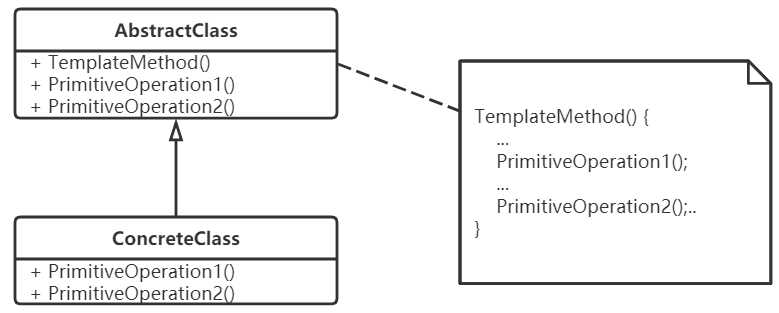 AbstractClass
+ TemplateMethod()
+ PrimitiveOperation1()
+ PrimitiveOperation2()
TemplateMethod() {
...
PrimitiveOperation1();
...
PrimitiveOperation2();..
}
ConcreteClass
+ PrimitiveOperation1()
+ PrimitiveOperation2()